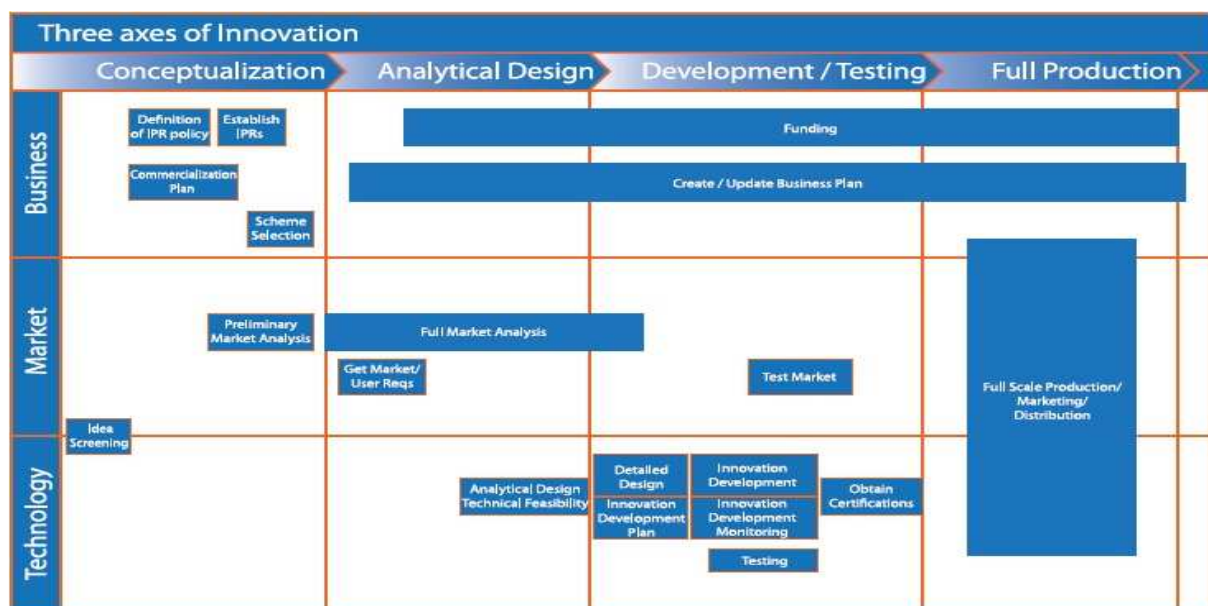 Three axes of Innovation
Conceptualization
Analytical Design
Development / Testing
Full Production
Business
Definition
of IPR policy
Establish
IPRs
Funding
Commercialization
Plan
Create / Update Business Plan
Scheme
Selection
Market
Preliminary
Market Analysis
Full Market Analysis
Get Market/
User Reqs
Test Market
Full Scale Production/
Marketing/
Distribution
Idea
Screening
Technology
Analytical Design
Technical Feasibility
Detailed
Design
Innovation
Development
Obtain
Certifications
Innovation
Development
Plan
Innovation
Development
Monitoring
Testing